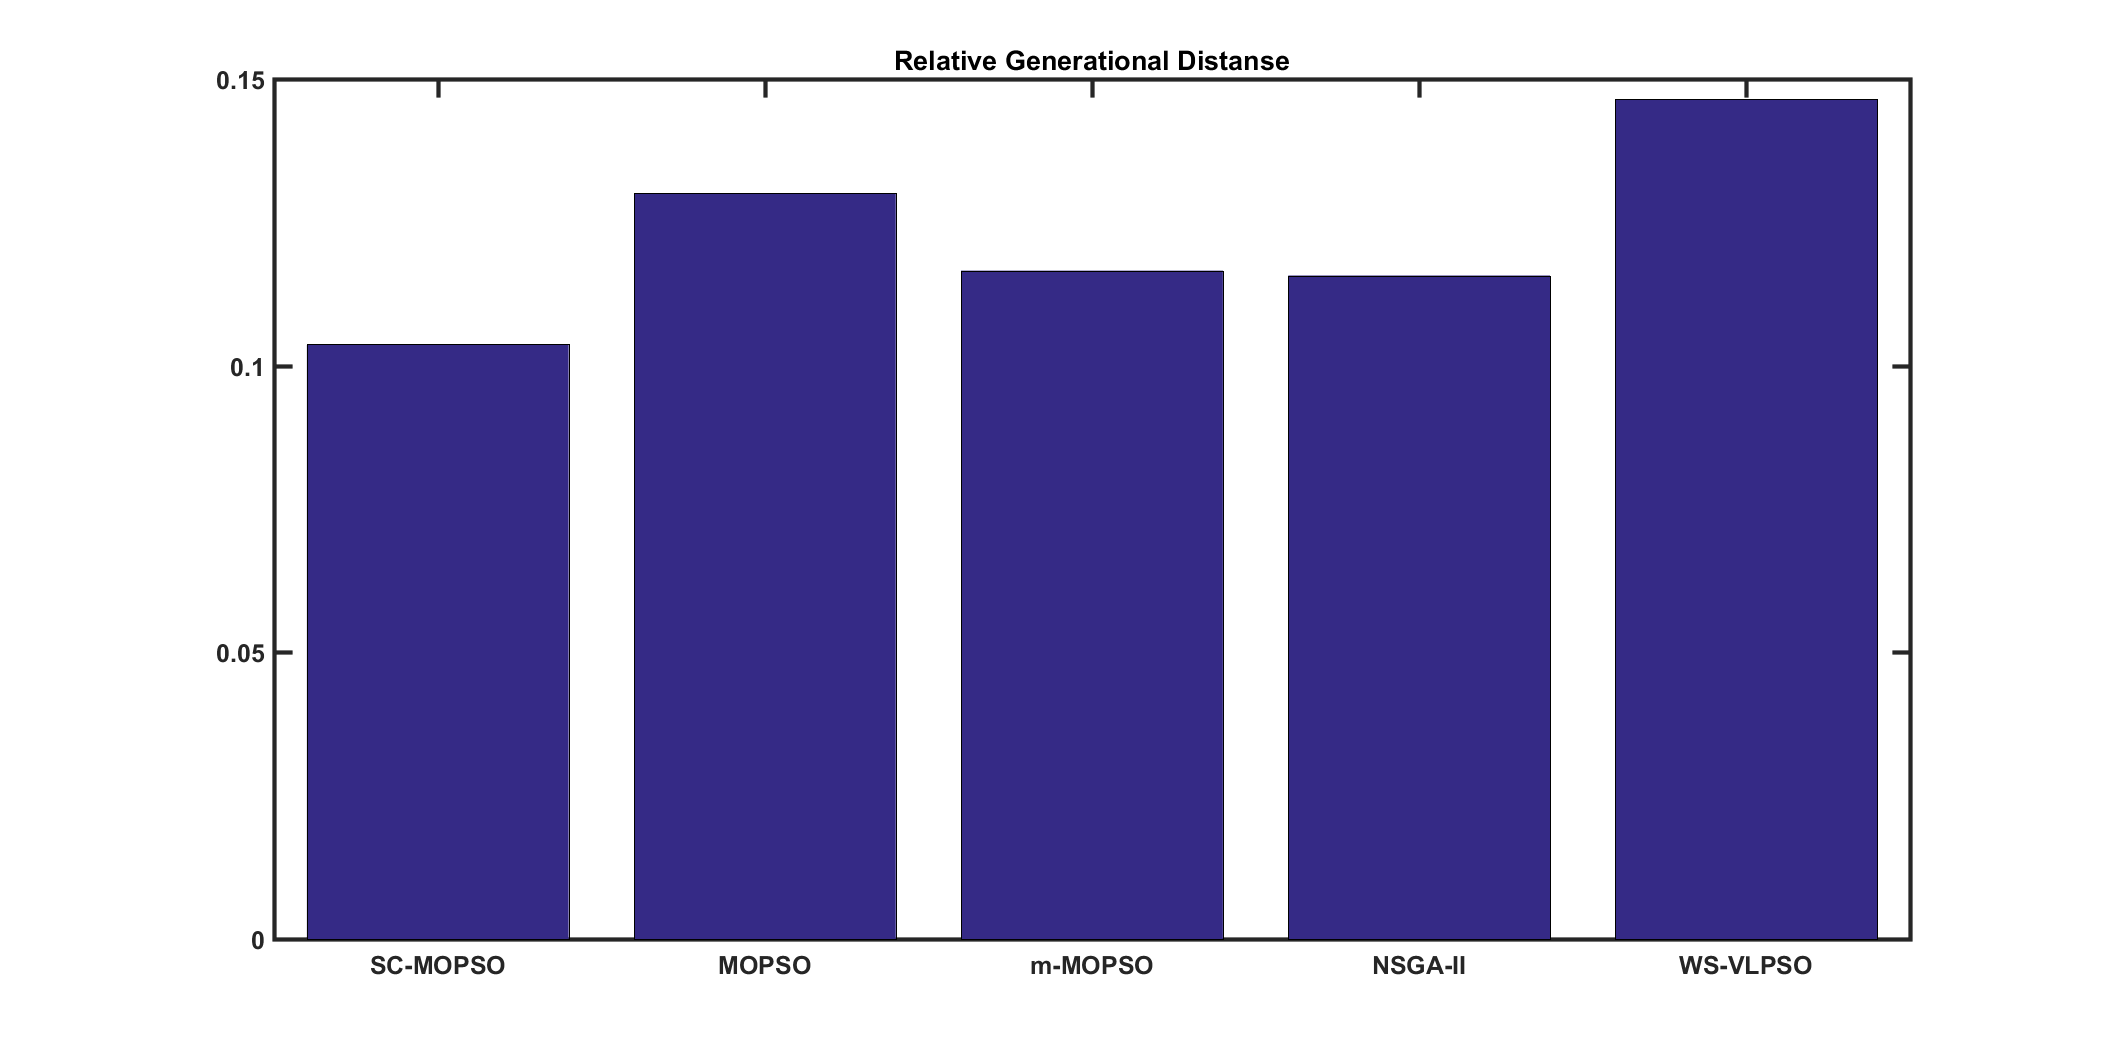 Relative Generational Distanse
0.15
0.1
0.05
0
SC-MOPSO MOPSO m-MOPSO NSGA-II WS-VLPSO